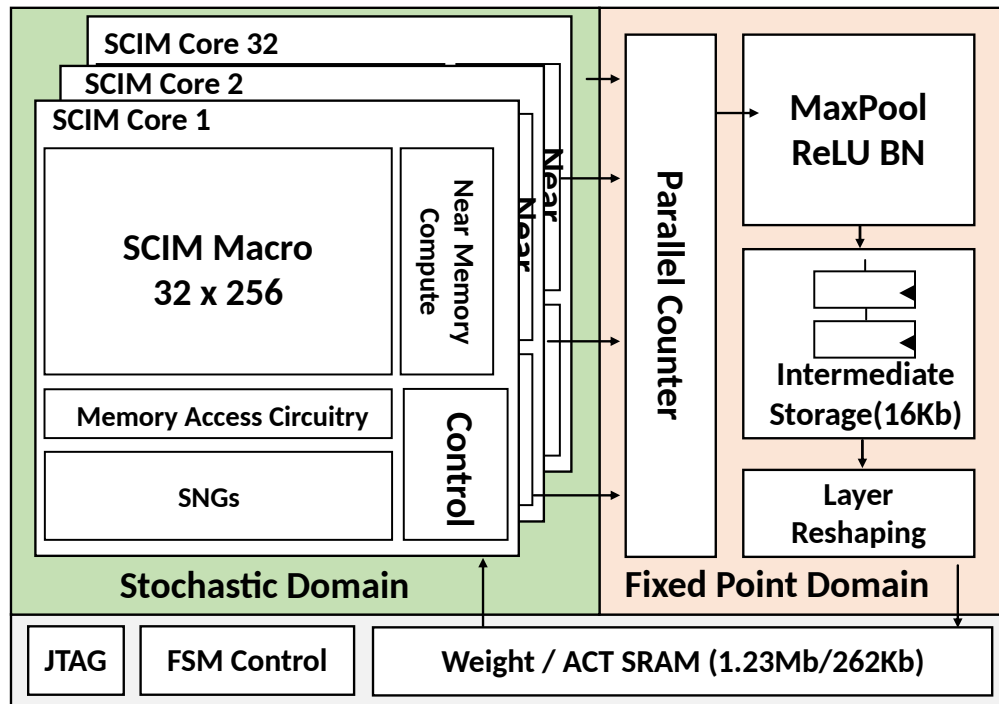 SCIM Core 32
SCIM Core 2
SCIM Core 1
SCIM Macro
32 x 256
Near Memory
Compute
Near
Near
Memory Access Circuitry
Control
SNGs
Stochastic Domain
Parallel Counter
MaxPool
ReLU BN
Intermediate
Storage(16Kb)
Layer
Reshaping
Fixed Point Domain
JTAG
FSM Control
Weight / ACT SRAM (1.23Mb/262Kb)